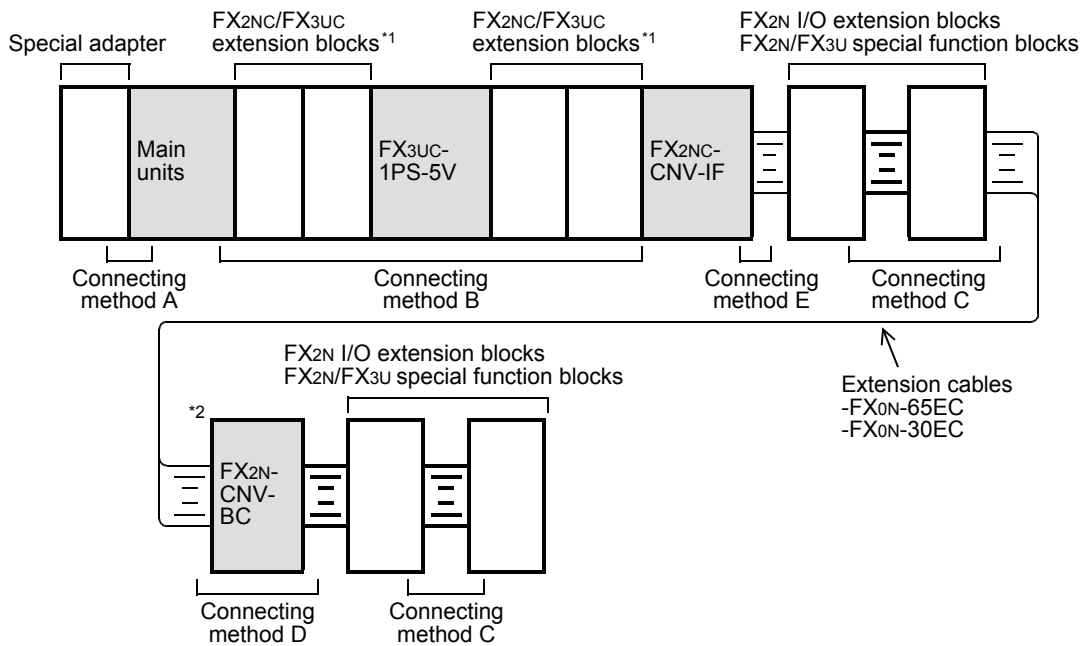 Special adapter
FX2NC/FX3UC
extension blocks*1
FX2NC/FX3UC
extension blocks*1
FX2N I/O extension blocks
FX2N/FX3U special function blocks
Main
units
FX3UC-
1PS-5V
FX2NC-
CNV-IF
Connecting
method A
Connecting
method B
Connecting
method E
Connecting
method C
FX2N I/O extension blocks
FX2N/FX3U special function blocks
Extension cables
-FX0N-65EC
-FX0N-30EC
*2
FX2N-
CNV-
BC
Connecting
method D
Connecting
method C